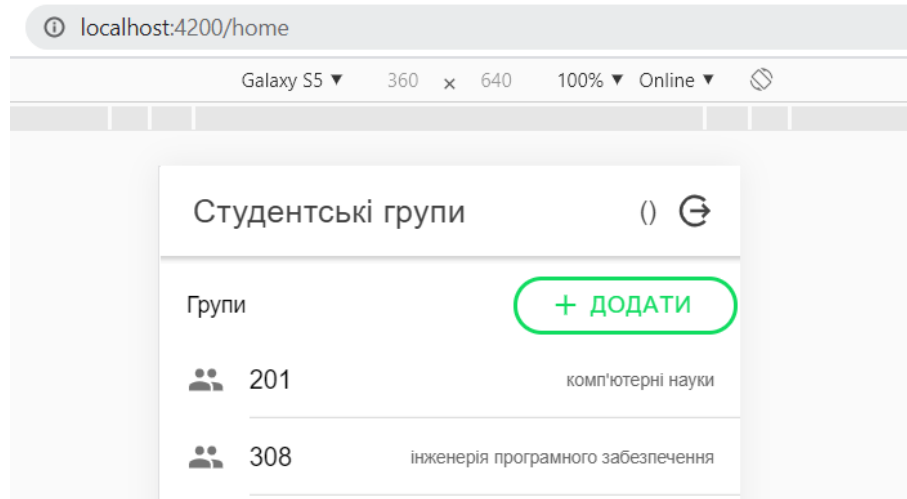 localhost:4200/home
Galaxy S5 ▼ 360 × 640 100% ▼ Online ▼
Студентські групи ()
Групи + ДОДАТИ
201 комп'ютерні науки
308 інженерія програмного забезпечення